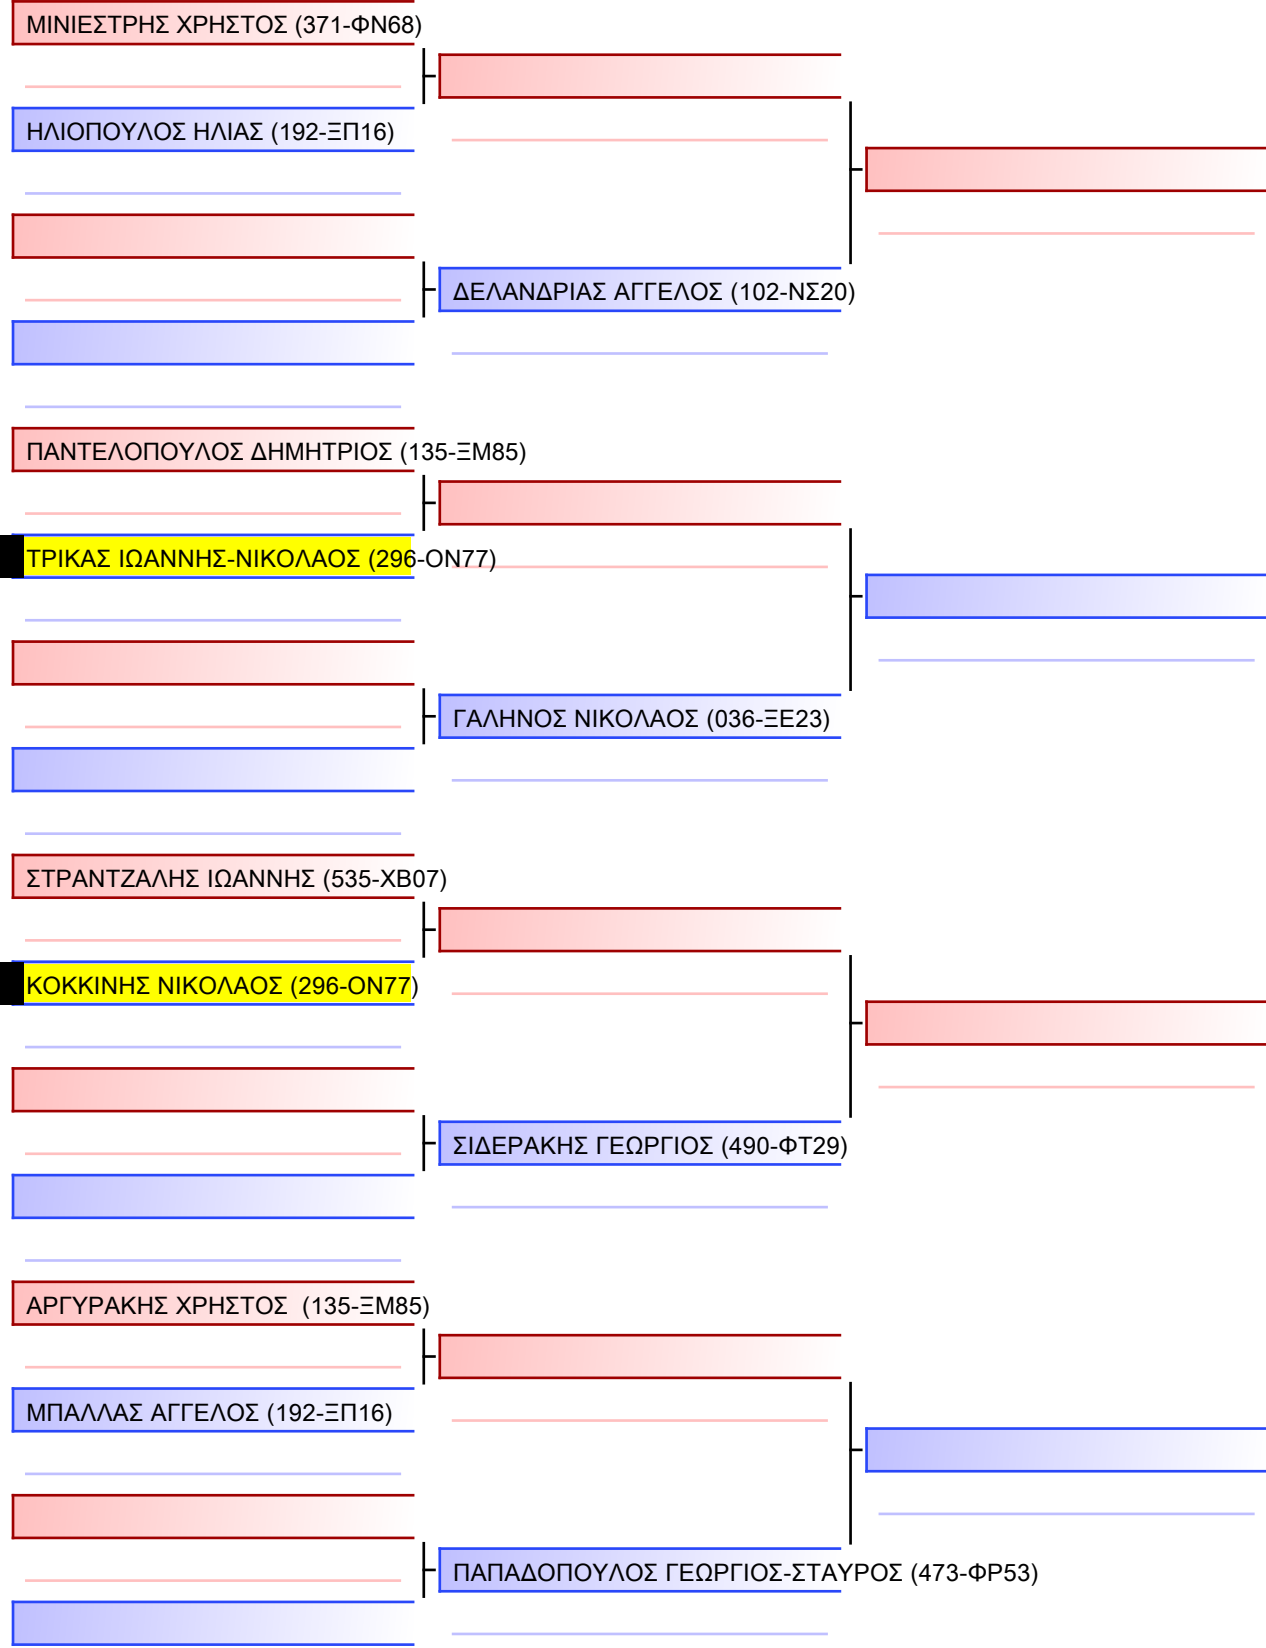 ΜΙΝΙΕΣΤΡΗΣ ΧΡΗΣΤΟΣ (371-ΦΝ68)
ΗΛΙΟΠΟΥΛΟΣ ΗΛΙΑΣ (192-ΞΠ16)
ΔΕΛΑΝΔΡΙΑΣ ΑΓΓΕΛΟΣ (102-ΝΣ20)
ΠΑΝΤΕΛΟΠΟΥΛΟΣ ΔΗΜΗΤΡΙΟΣ (135-ΞΜ85)
ΤΡΙΚΑΣ ΙΩΑΝΝΗΣ-ΝΙΚΟΛΑΟΣ (296-ΟΝ77)
ΓΑΛΗΝΟΣ ΝΙΚΟΛΑΟΣ (036-ΞΕ23)
ΣΤΡΑΝΤΖΑΛΗΣ ΙΩΑΝΝΗΣ (535-ΧΒ07)
ΚΟΚΚΙΝΗΣ ΝΙΚΟΛΑΟΣ (296-ΟΝ77)
ΣΙΔΕΡΑΚΗΣ ΓΕΩΡΓΙΟΣ (490-ΦΤ29)
ΑΡΓΥΡΑΚΗΣ ΧΡΗΣΤΟΣ  (135-ΞΜ85)
ΜΠΑΛΛΑΣ ΑΓΓΕΛΟΣ (192-ΞΠ16)
ΠΑΠΑΔΟΠΟΥΛΟΣ ΓΕΩΡΓΙΟΣ-ΣΤΑΥΡΟΣ (473-ΦΡ53)